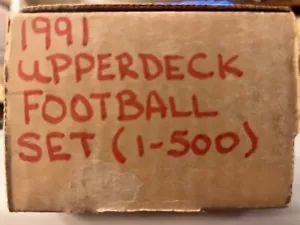 1991
UPPERDECK
FOOTBALL
SET (1-500)